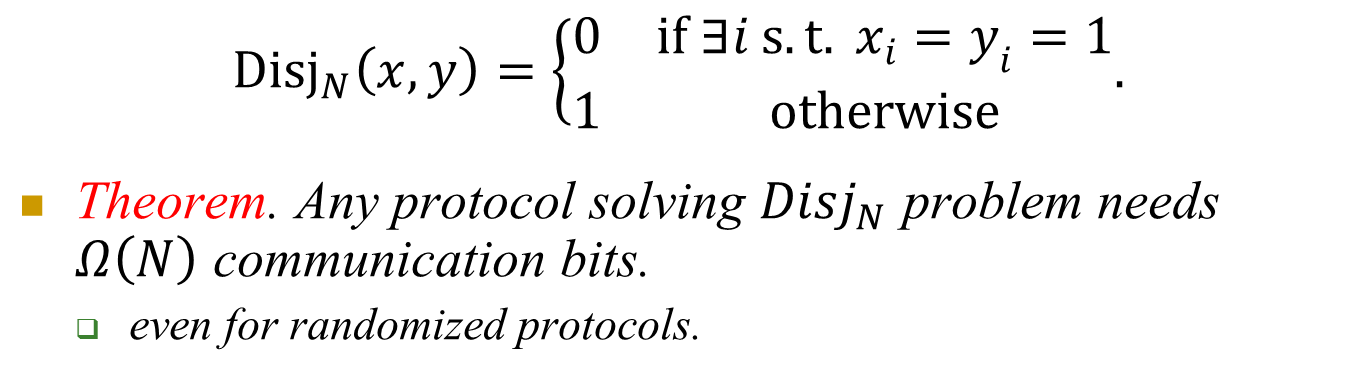 Disj_N(x, y) = {0 if ∃i s.t. x_i = y_i = 1
1 otherwise .
■ Theorem. Any protocol solving Disj_N problem needs
Ω(N) communication bits.
❑ even for randomized protocols.